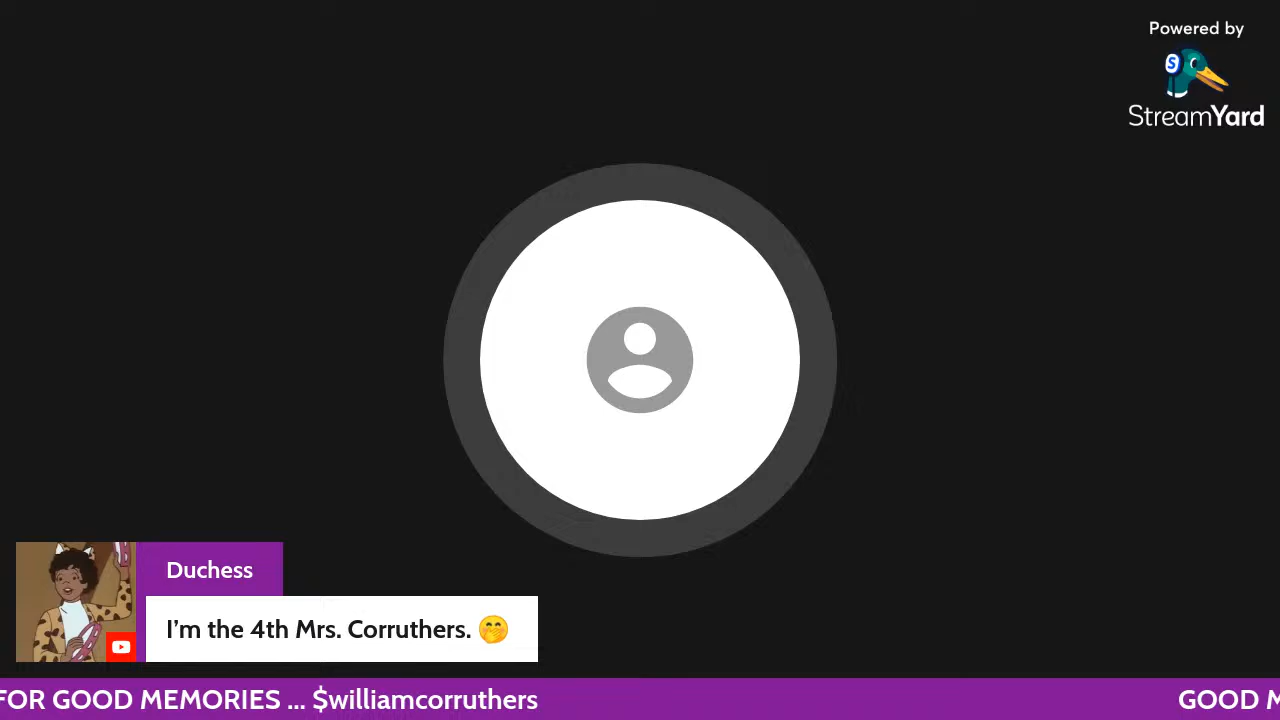 Powered by
S
StreamYard
Duchess
I'm the 4th Mrs. Corruthers. 🤭
FOR GOOD MEMORIES ... $williamcorruthers
GOOD